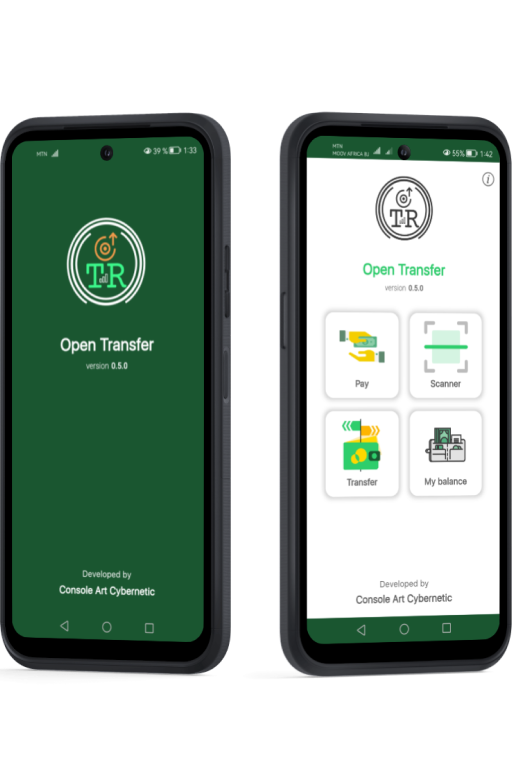 MTN
39 %
1:33
TR
Open Transfer
version 0.5.0
Developed by
Console Art Cybernetic
MTN
MOOV AFRICA BJ
55%
1:42
i
TR
Open Transfer
version 0.5.0
Pay
Scanner
Transfer
My balance
Developed by
Console Art Cybernetic